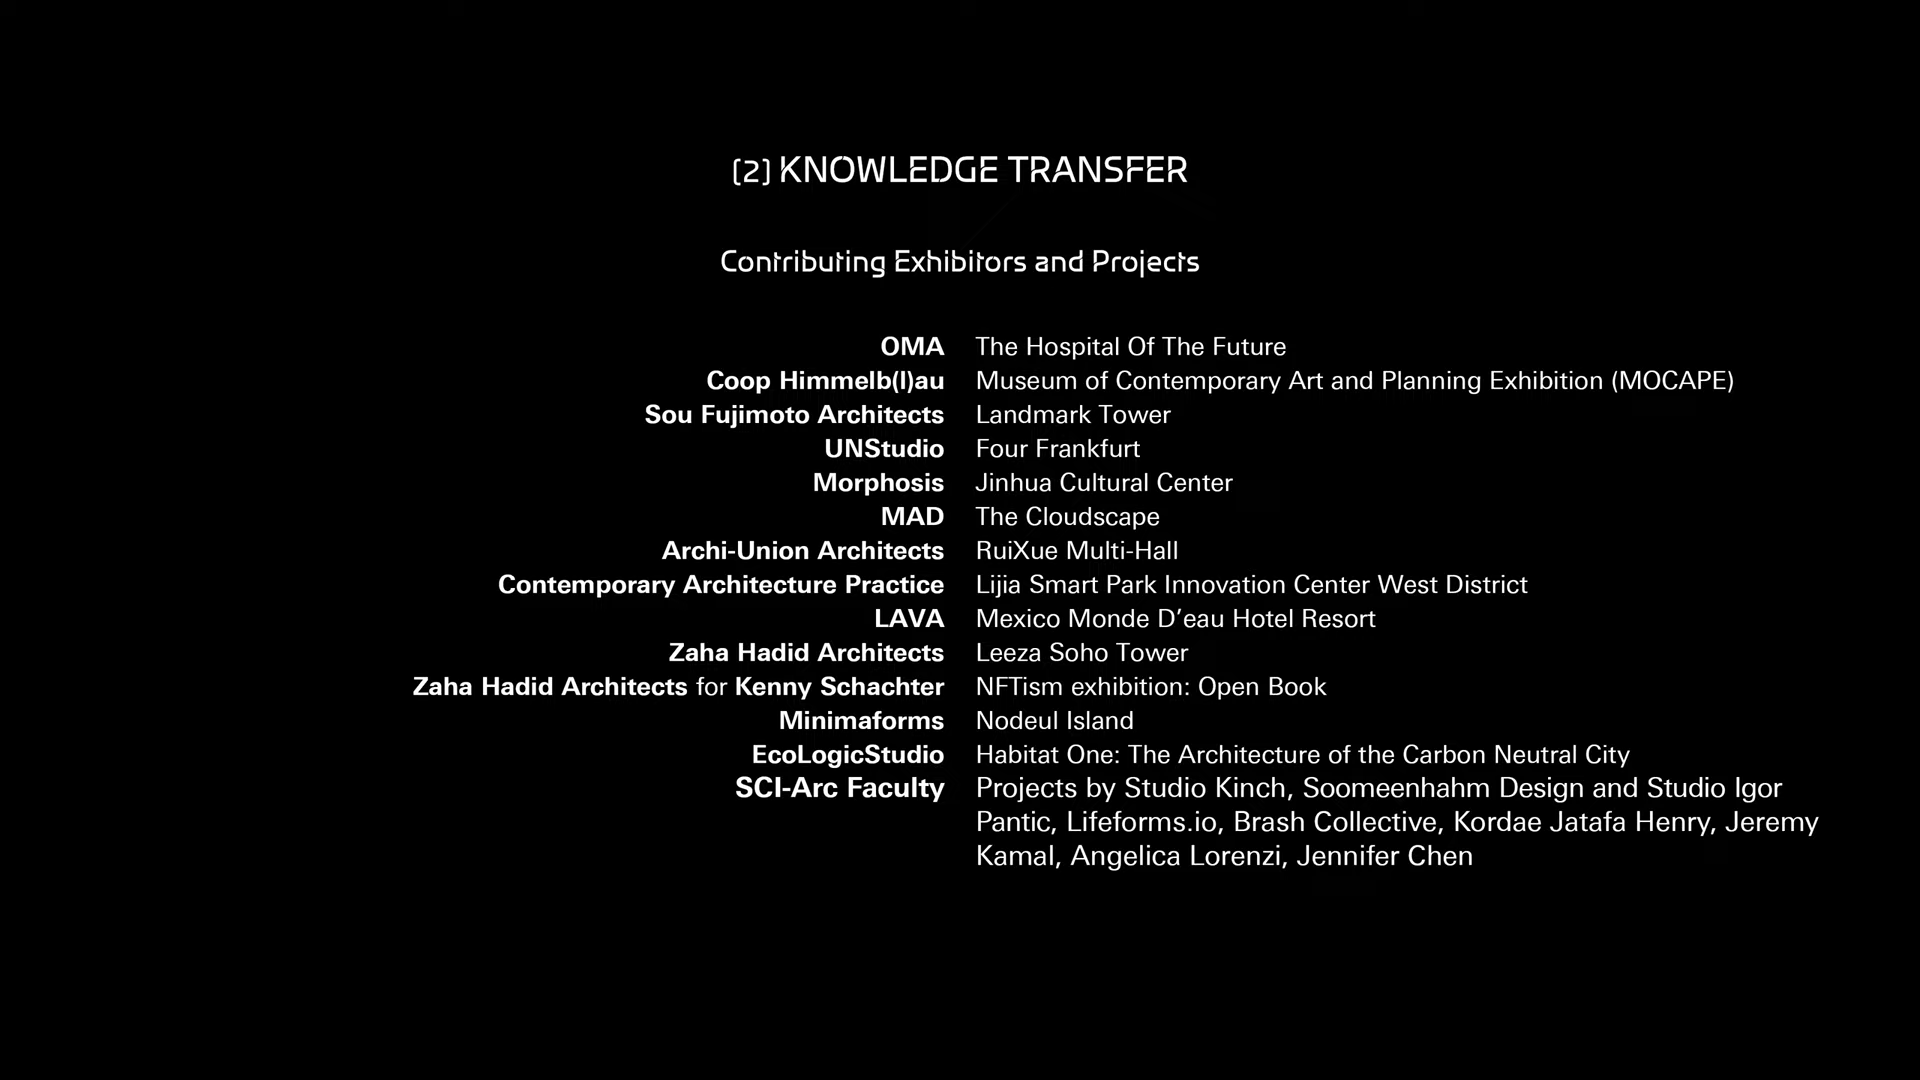 (2) KNOWLEDGE TRANSFER
Contributing Exhibitors and Projects
OMA The Hospital Of The Future
Coop Himmelb(l)au Museum of Contemporary Art and Planning Exhibition (MOCAPE)
Sou Fujimoto Architects Landmark Tower
UNStudio Four Frankfurt
Morphosis Jinhua Cultural Center
MAD The Cloudscape
Archi-Union Architects RuiXue Multi-Hall
Contemporary Architecture Practice Lijia Smart Park Innovation Center West District
LAVA Mexico Monde D’eau Hotel Resort
Zaha Hadid Architects Leeza Soho Tower
Zaha Hadid Architects for Kenny Schachter NFTism exhibition: Open Book
Minimaforms Nodeul Island
EcoLogicStudio Habitat One: The Architecture of the Carbon Neutral City
SCI-Arc Faculty Projects by Studio Kinch, Soomeenhahm Design and Studio Igor
Pantic, Lifeforms.io, Brash Collective, Kordae Jatafa Henry, Jeremy
Kamal, Angelica Lorenzi, Jennifer Chen